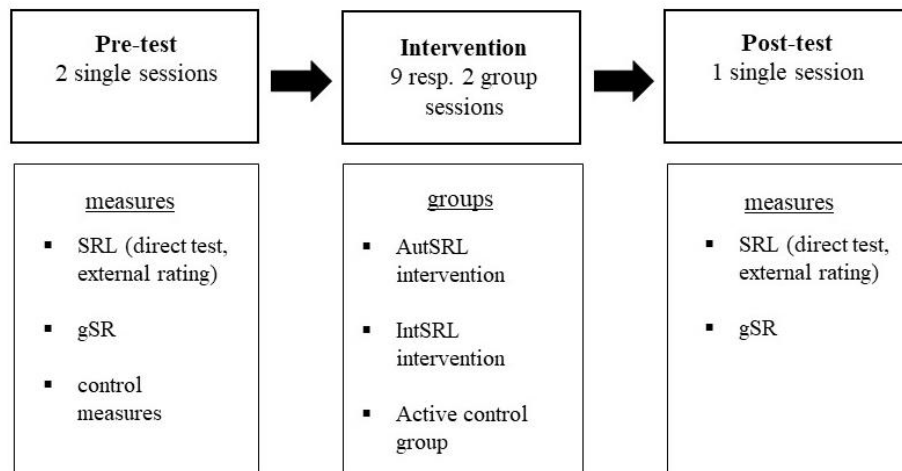 Pre-test
2 single sessions
Intervention
9 resp. 2 group
sessions
Post-test
1 single session
measures
▪ SRL (direct test,
external rating)
▪ gSR
▪ control
measures
groups
▪ AutSRL
intervention
▪ IntSRL
intervention
▪ Active control
group
measures
▪ SRL (direct test,
external rating)
▪ gSR